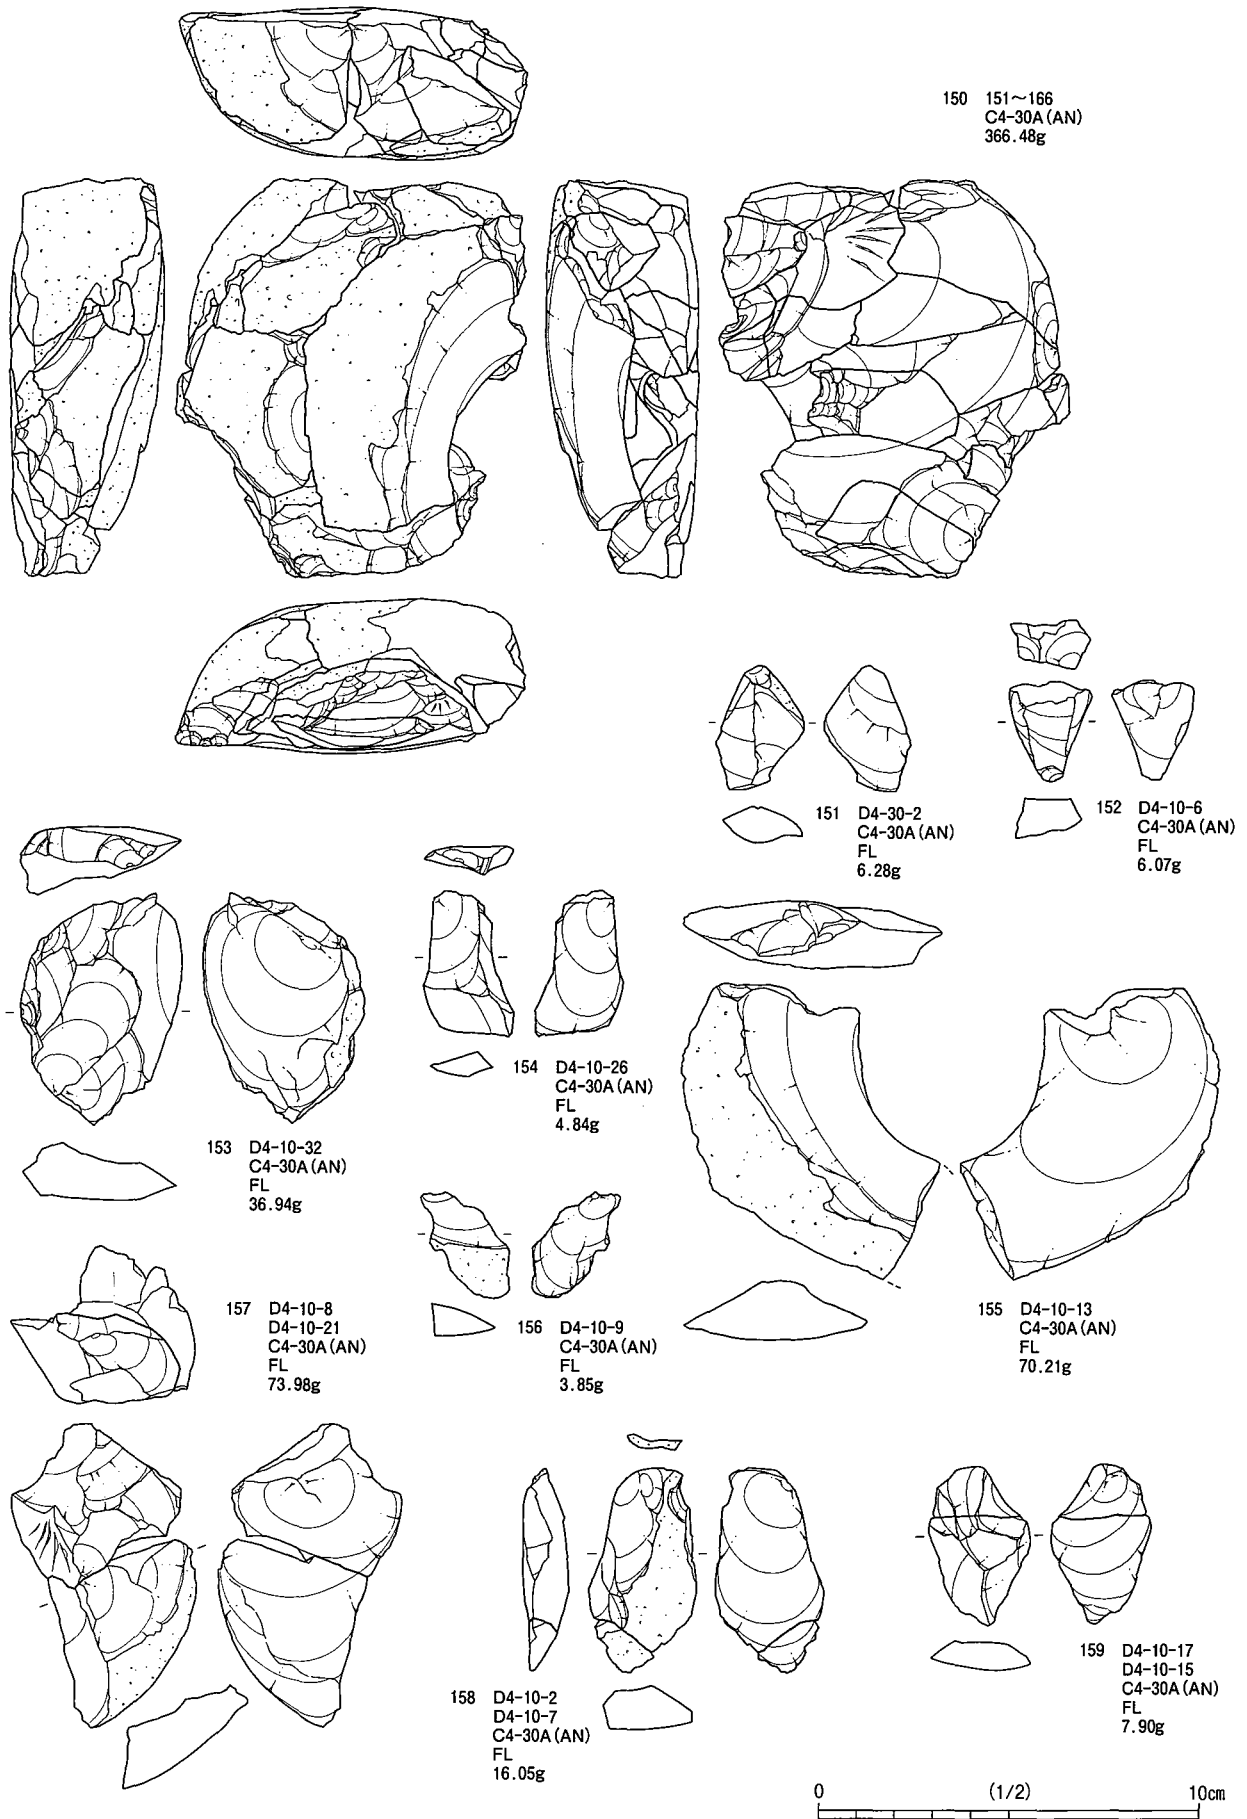 150 151～166
C4-30A(AN)
366.48g
151 D4-30-2
C4-30A(AN)
FL
6.28g
152 D4-10-6
C4-30A(AN)
FL
6.07g
153 D4-10-32
C4-30A(AN)
FL
36.94g
154 D4-10-26
C4-30A(AN)
FL
4.84g
155 D4-10-13
C4-30A(AN)
FL
70.21g
156 D4-10-9
C4-30A(AN)
FL
3.85g
157 D4-10-8
D4-10-21
C4-30A(AN)
FL
73.98g
158 D4-10-2
D4-10-7
C4-30A(AN)
FL
16.05g
159 D4-10-17
D4-10-15
C4-30A(AN)
FL
7.90g
0 (1/2) 10cm